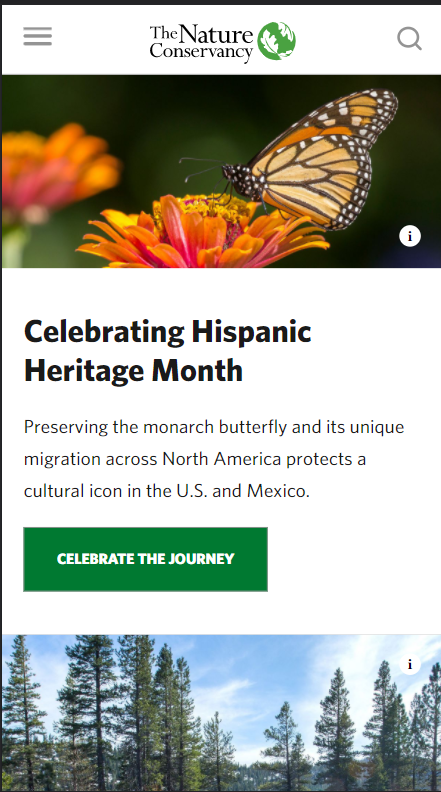 The Nature
Conservancy
i
Celebrating Hispanic
Heritage Month
Preserving the monarch butterfly and its unique
migration across North America protects a
cultural icon in the U.S. and Mexico.
CELEBRATE THE JOURNEY
i